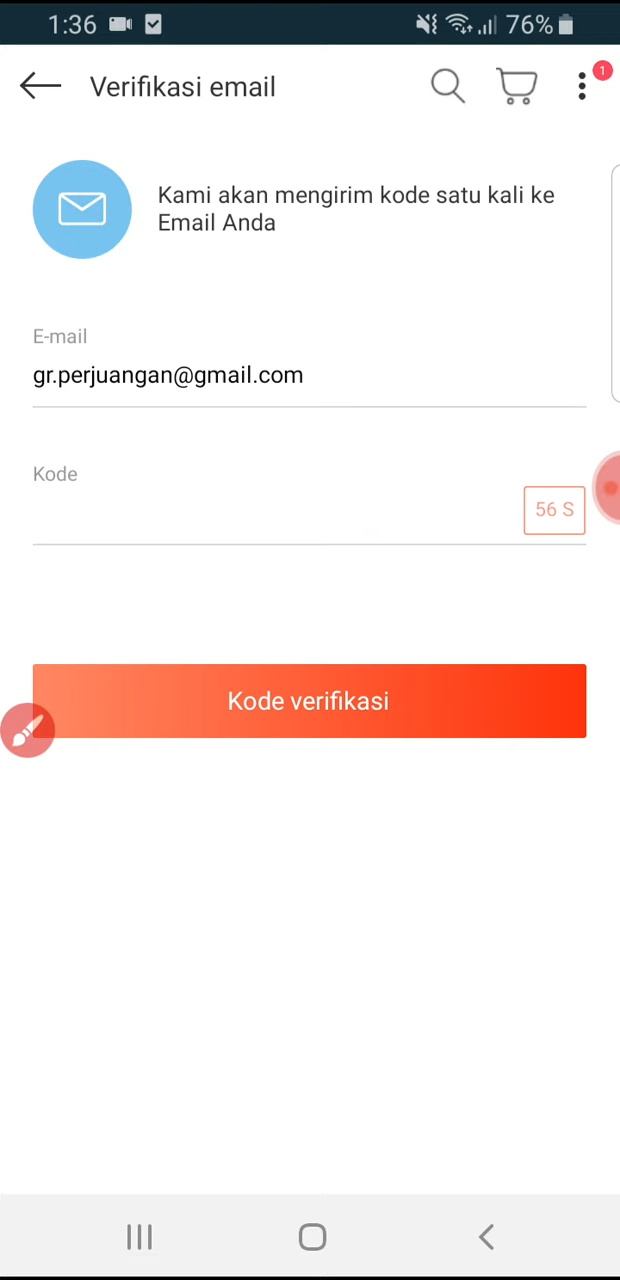 1:36
76%
Verifikasi email
1
Kami akan mengirim kode satu kali ke
Email Anda
E-mail
gr.perjuangan@gmail.com
Kode
56 S
Kode verifikasi